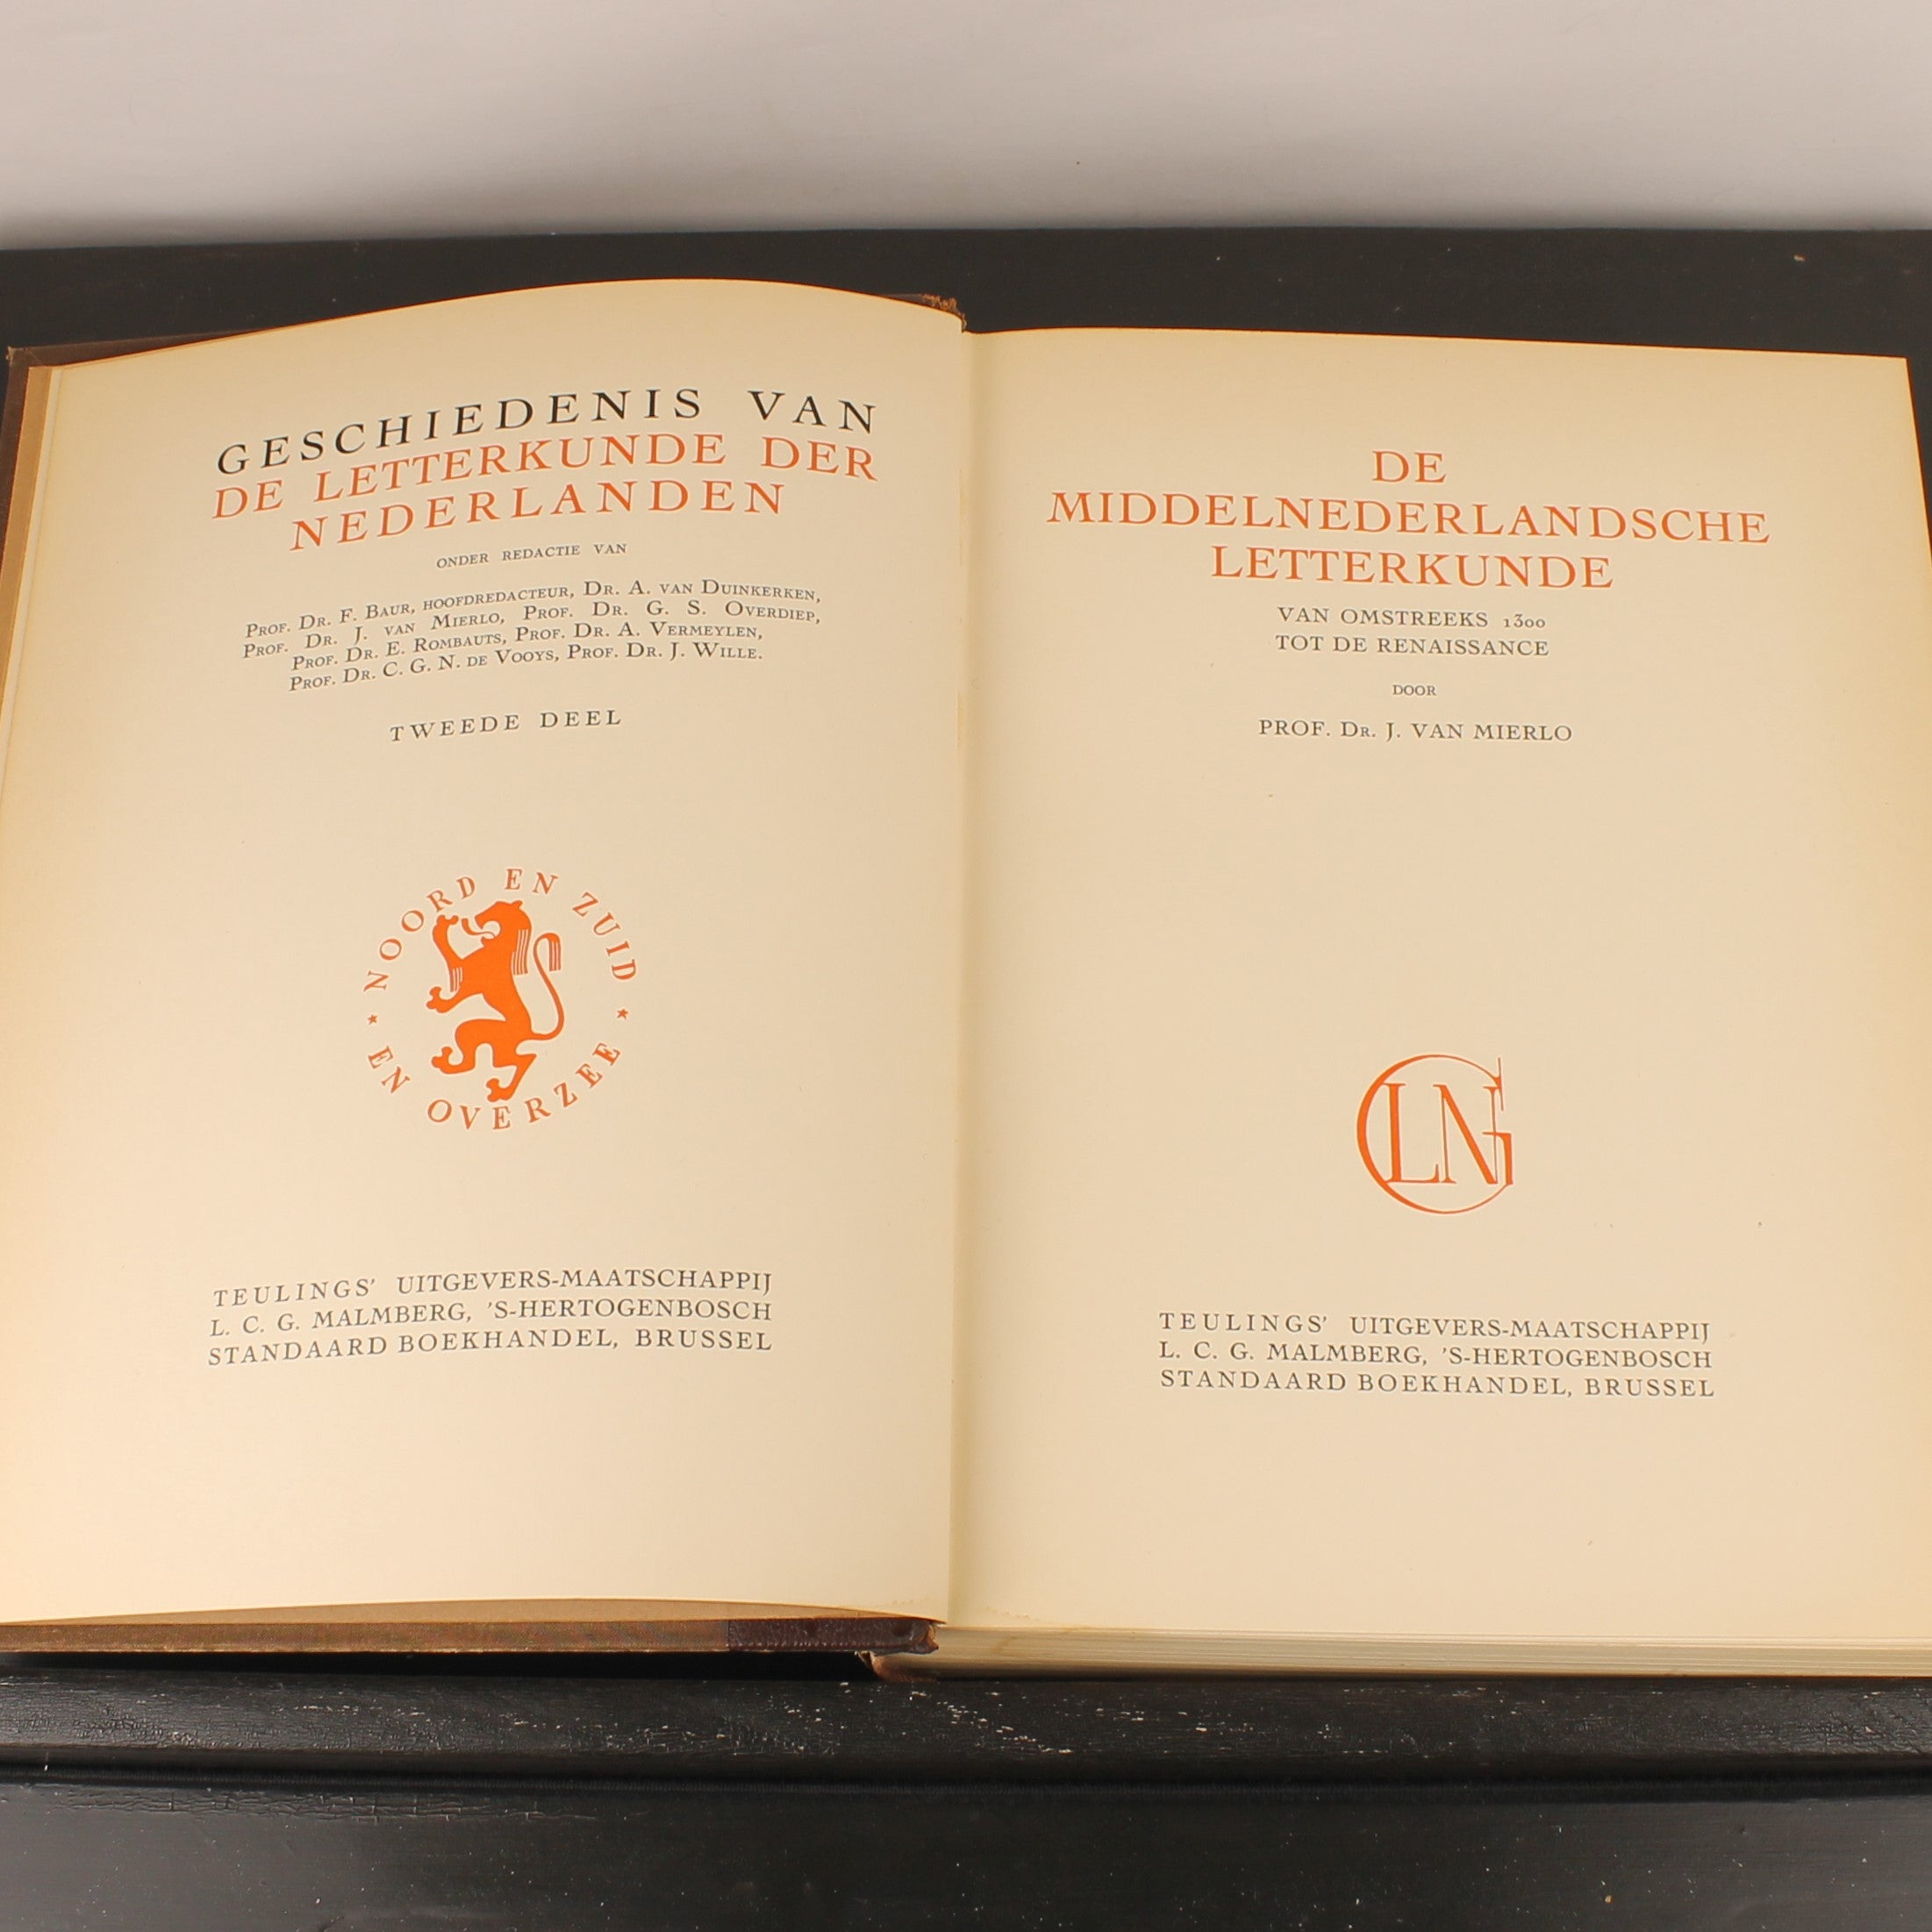 GESCHIEDENIS VAN
DE LETTERKUNDE DER
NEDERLANDEN
ONDER REDACTIE VAN
PROF. DR. F. BAUR, HOOFDREDACTEUR, DR. A. VAN DUINKERKEN,
PROF. DR. J. VAN MIERLO, PROF. DR. G. S. OVERDIEP,
PROF. DR. E. ROMBAUTS, PROF. DR. A. VERMEYLEN,
PROF. DR. C. G. N. DE VOOYS, PROF. DR. J. WILLE.
TWEEDE DEEL
NOORD EN ZUID
* EN OVERZEE *
TEULINGS' UITGEVERS-MAATSCHAPPIJ
L. C. G. MALMBERG, 'S-HERTOGENBOSCH
STANDAARD BOEKHANDEL, BRUSSEL
DE
MIDDELNEDERLANDSCHE
LETTERKUNDE
VAN OMSTREEKS 1300
TOT DE RENAISSANCE
DOOR
PROF. DR. J. VAN MIERLO
GLN
TEULINGS' UITGEVERS-MAATSCHAPPIJ
L. C. G. MALMBERG, 'S-HERTOGENBOSCH
STANDAARD BOEKHANDEL, BRUSSEL